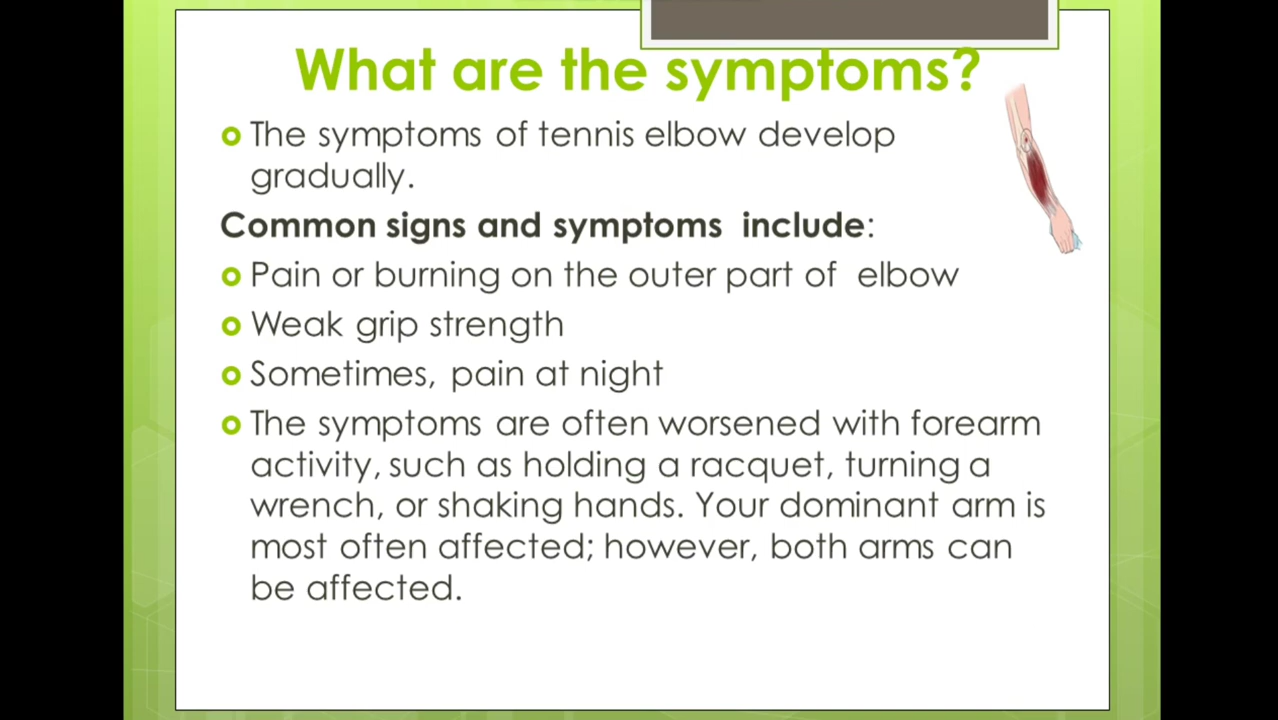 What are the symptoms?
The symptoms of tennis elbow develop
gradually.
Common signs and symptoms include:
Pain or burning on the outer part of elbow
Weak grip strength
Sometimes, pain at night
The symptoms are often worsened with forearm
activity, such as holding a racquet, turning a
wrench, or shaking hands. Your dominant arm is
most often affected; however, both arms can
be affected.